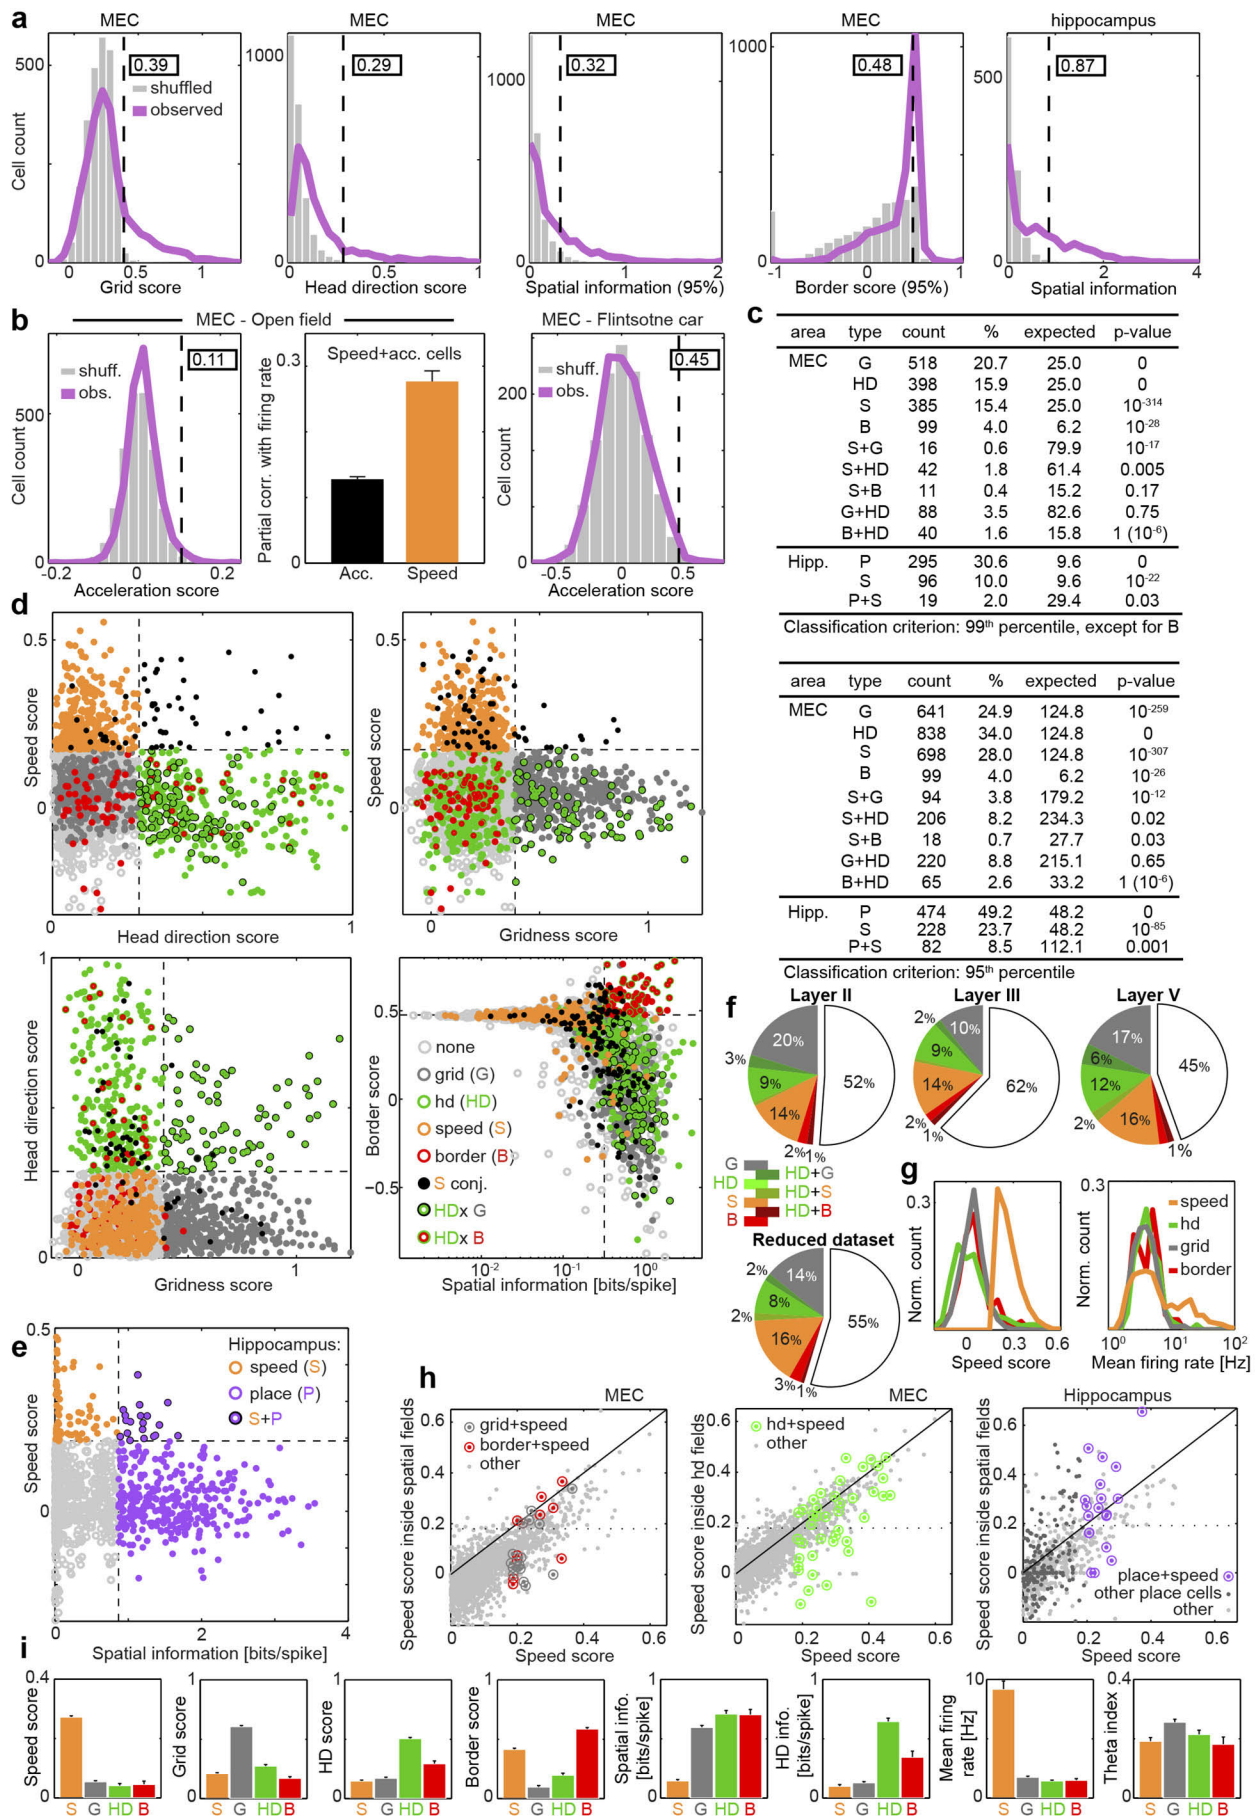 a
MEC
MEC
MEC
MEC
hippocampus
Cell count
500
0
0.39
shuffled
observed
0
0.5
1
Grid score
1000
0
0.29
0
0.5
1
Head direction score
1000
0
0.32
0
1
2
Spatial information (95%)
1000
0
0.48
-1
0
1
Border score (95%)
500
0
0.87
0
2
4
Spatial information
b
MEC - Open field
MEC - Flintsotne car
Cell count
500
0
shuff.
obs.
0.11
-0.2
0
0.2
Acceleration score
Partial corr. with firing rate
0.3
0
Speed+acc. cells
Acc.
Speed
Cell count
200
0
shuff.
obs.
0.45
-0.5
0
0.5
Acceleration score
c
area type count % expected p-value
MEC G 518 20.7 25.0 0
HD 398 15.9 25.0 0
S 385 15.4 25.0 10-314
B 99 4.0 6.2 10-28
S+G 16 0.6 79.9 10-17
S+HD 42 1.8 61.4 0.005
S+B 11 0.4 15.2 0.17
G+HD 88 3.5 82.6 0.75
B+HD 40 1.6 15.8 1 (10-6)
Hipp. P 295 30.6 9.6 0
S 96 10.0 9.6 10-22
P+S 19 2.0 29.4 0.03
Classification criterion: 99th percentile, except for B
area type count % expected p-value
MEC G 641 24.9 124.8 10-259
HD 838 34.0 124.8 0
S 698 28.0 124.8 10-307
B 99 4.0 6.2 10-26
S+G 94 3.8 179.2 10-12
S+HD 206 8.2 234.3 0.02
S+B 18 0.7 27.7 0.03
G+HD 220 8.8 215.1 0.65
B+HD 65 2.6 33.2 1 (10-6)
Hipp. P 474 49.2 48.2 0
S 228 23.7 48.2 10-85
P+S 82 8.5 112.1 0.001
Classification criterion: 95th percentile
d
Speed score
0.5
0
0
1
Head direction score
Speed score
0.5
0
0
1
Gridness score
Head direction score
1
0
0
1
Gridness score
Border score
0.5
0
−0.5
none
grid (G)
hd (HD)
speed (S)
border (B)
S conj.
HDx G
HDx B
10-2
10-1
100
Spatial information [bits/spike]
e
Speed score
0.5
0
Hippocampus:
speed (S)
place (P)
S+P
0
2
4
Spatial information [bits/spike]
f
Layer II
20%
3%
9%
14%
2%
1%
52%
Layer III
10%
2%
9%
14%
2%
1%
62%
Layer V
17%
6%
12%
2%
16%
1%
45%
G
HD
S
B
HD+G
HD+S
HD+B
Reduced dataset
14%
2%
8%
2%
16%
3%
1%
55%
g
Norm. count
0.3
0
0.3
0.6
Speed score
Norm. count
0.3
speed
hd
grid
border
100
101
102
Mean firing rate [Hz]
h
MEC
Speed score inside spatial fields
0.6
0.4
0.2
0
grid+speed
border+speed
other
0
0.2
0.4
0.6
Speed score
MEC
Speed score inside hd fields
0.6
0.4
0.2
0
hd+speed
other
0
0.2
0.4
0.6
Speed score
Hippocampus
Speed score inside spatial fields
0.6
0.4
0.2
0
place+speed
other place cells
other
0
0.2
0.4
0.6
Speed score
i
Speed score
0.4
0
S G HD B
Grid score
1
0
S G HD B
HD score
1
0
S G HD B
Border score
1
0
S G HD B
Spatial info.
[bits/spike]
1
0
S G HD B
HD info.
[bits/spike]
1
0
S G HD B
Mean firing
rate [Hz]
10
0
S G HD B
Theta index
0.4
0
S G HD B